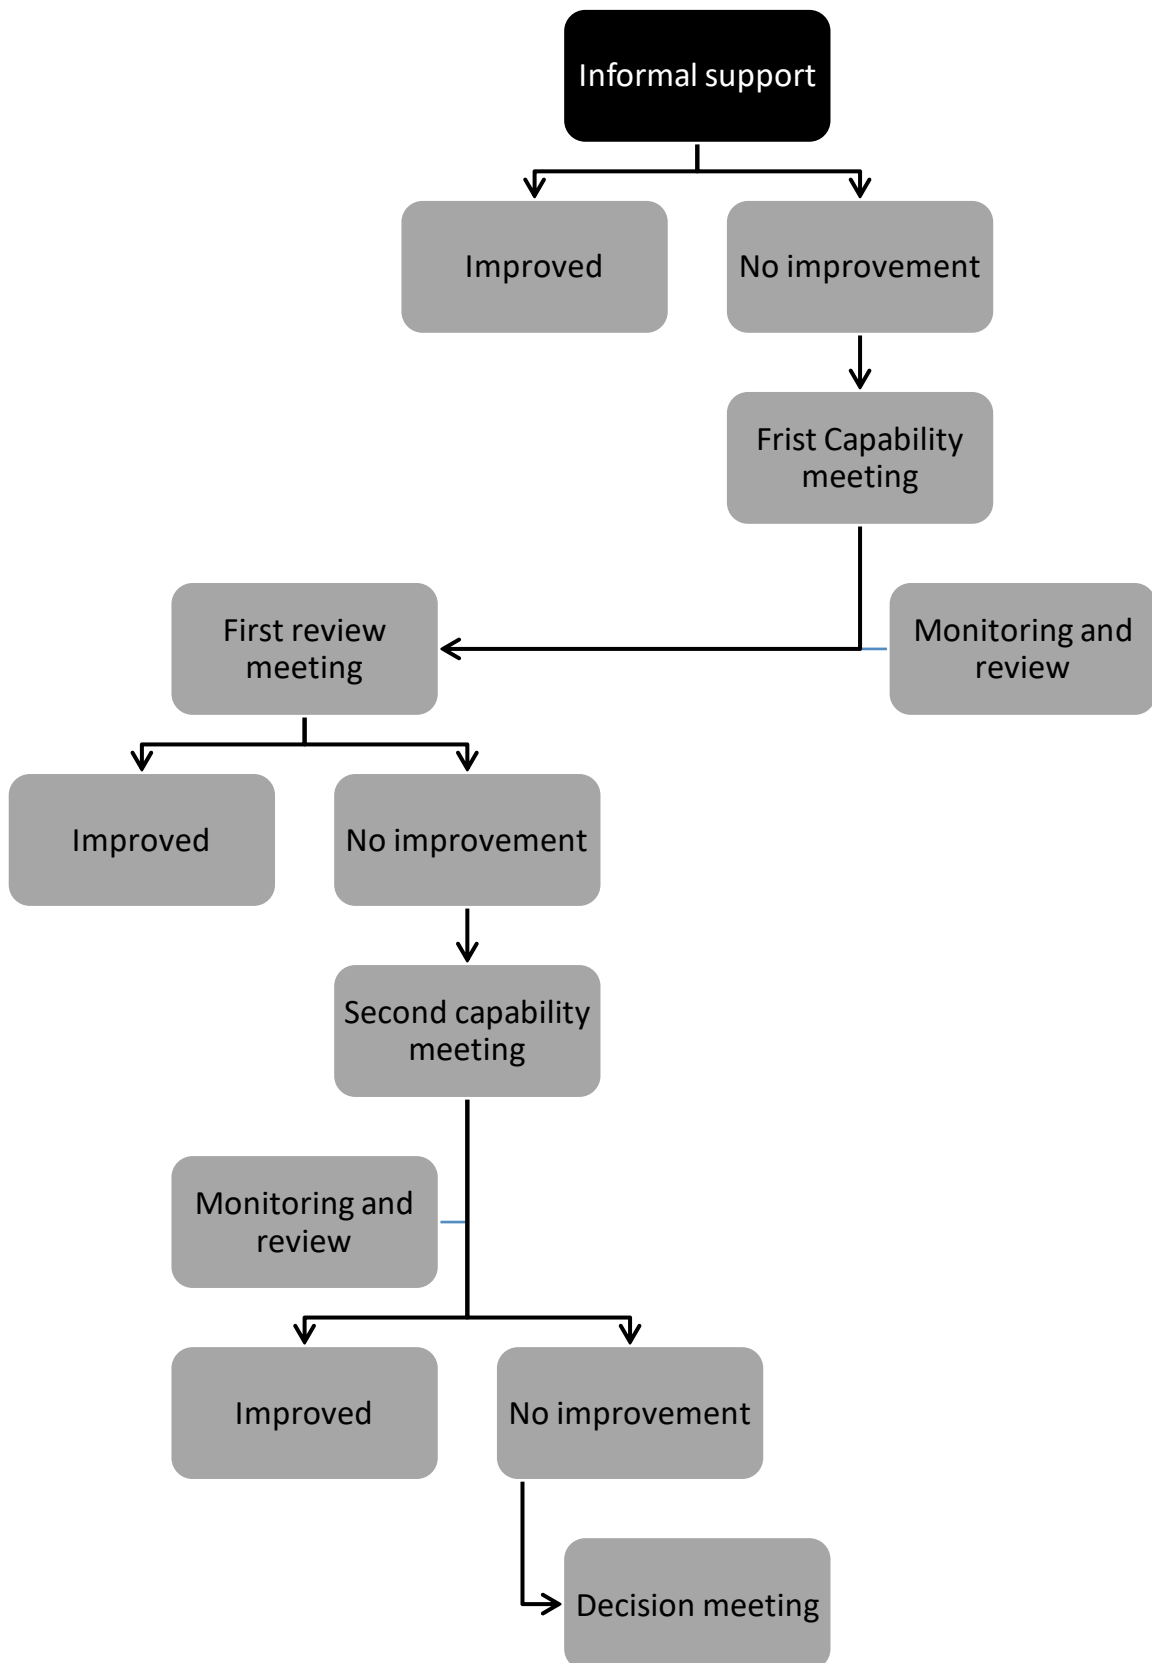 Informal support
Improved
No improvement
Frist Capability
meeting
First review
meeting
Monitoring and
review
Improved
No improvement
Second capability
meeting
Monitoring and
review
Improved
No improvement
Decision meeting